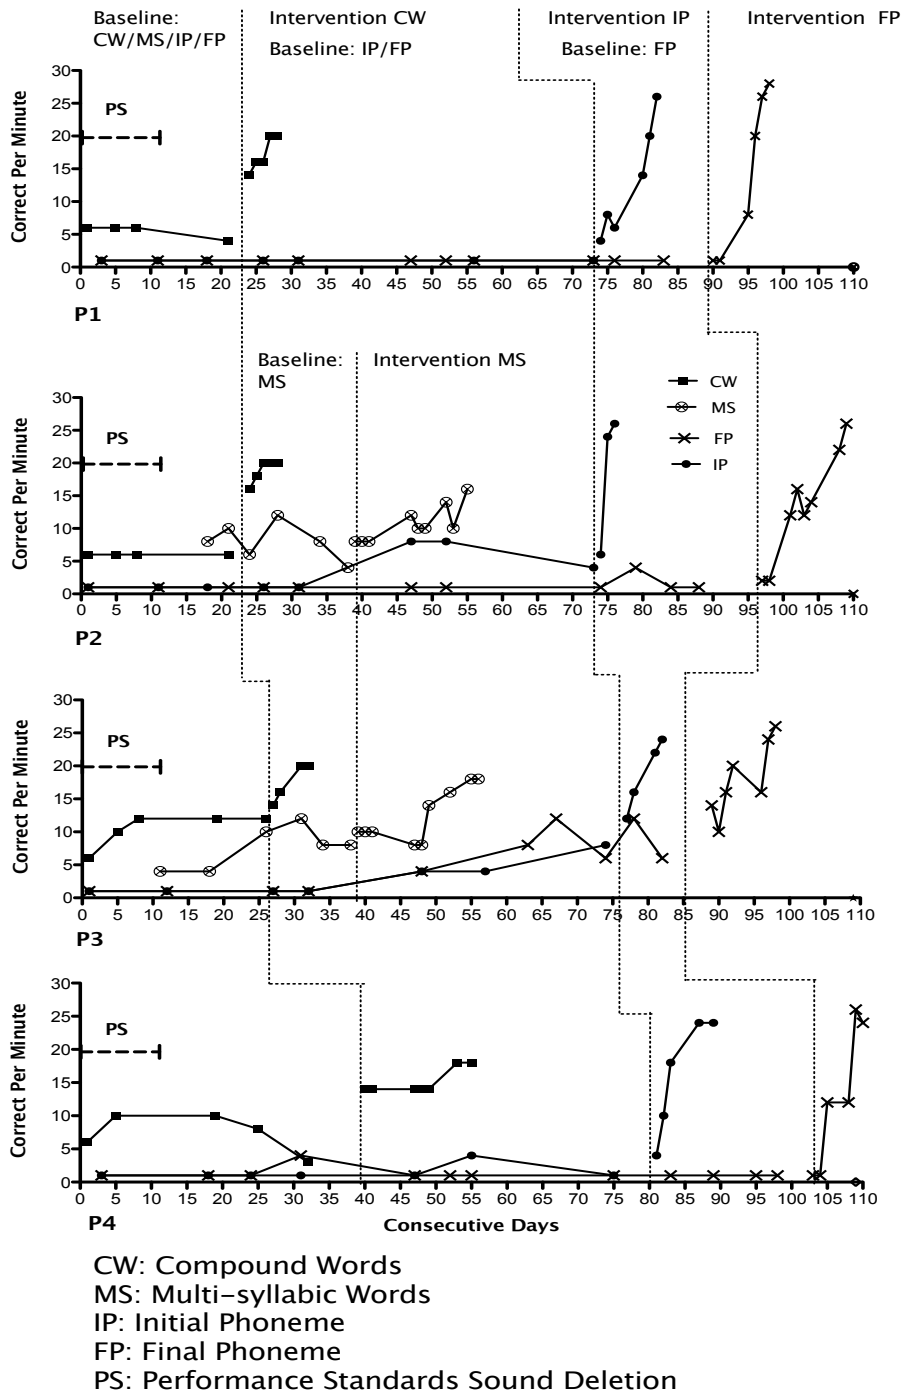 Baseline:
CW/MS/IP/FP
Intervention CW
Baseline: IP/FP
Intervention IP
Baseline: FP
Intervention FP
Correct Per Minute
30
25
20
15
10
5
0
PS
0 5 10 15 20 25 30 35 40 45 50 55 60 65 70 75 80 85 90 95 100 105 110
P1
Baseline:
MS
Intervention MS
CW
MS
FP
IP
Correct Per Minute
30
25
20
15
10
5
0
PS
0 5 10 15 20 25 30 35 40 45 50 55 60 65 70 75 80 85 90 95 100 105 110
P2
Correct Per Minute
30
25
20
15
10
5
0
PS
0 5 10 15 20 25 30 35 40 45 50 55 60 65 70 75 80 85 90 95 100 105 110
P3
Correct Per Minute
30
25
20
15
10
5
0
PS
0 5 10 15 20 25 30 35 40 45 50 55 60 65 70 75 80 85 90 95 100 105 110
P4
Consecutive Days
CW: Compound Words
MS: Multi-syllabic Words
IP: Initial Phoneme
FP: Final Phoneme
PS: Performance Standards Sound Deletion